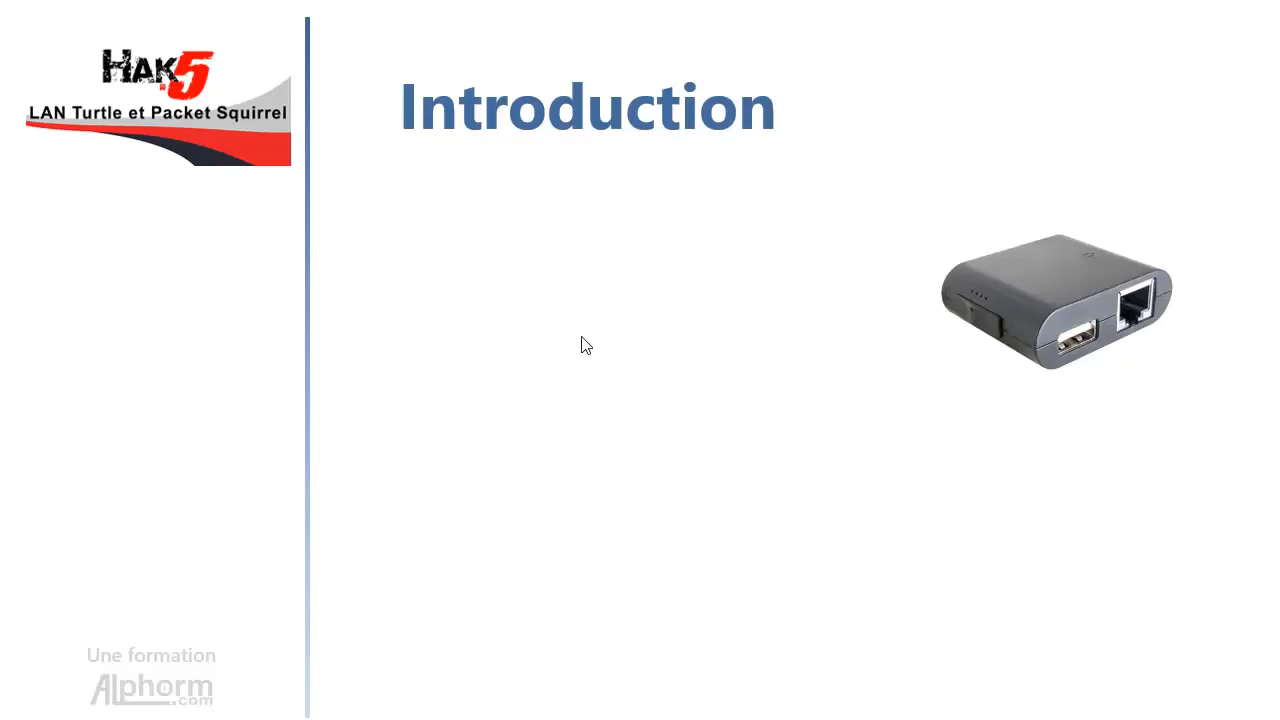 Hak5
LAN Turtle et Packet Squirrel
Introduction
Une formation
Alphorm
.com